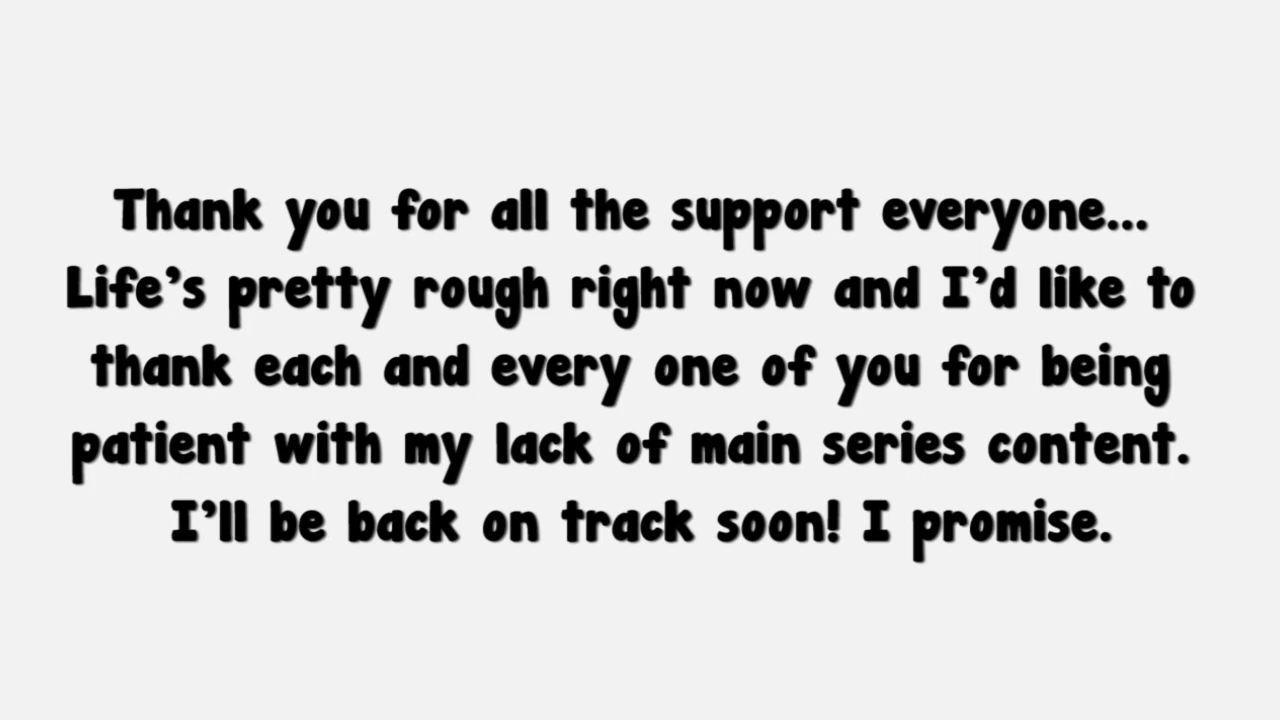 Thank you for all the support everyone...
Life's pretty rough right now and I'd like to
thank each and every one of you for being
patient with my lack of main series content.
I'll be back on track soon! I promise.